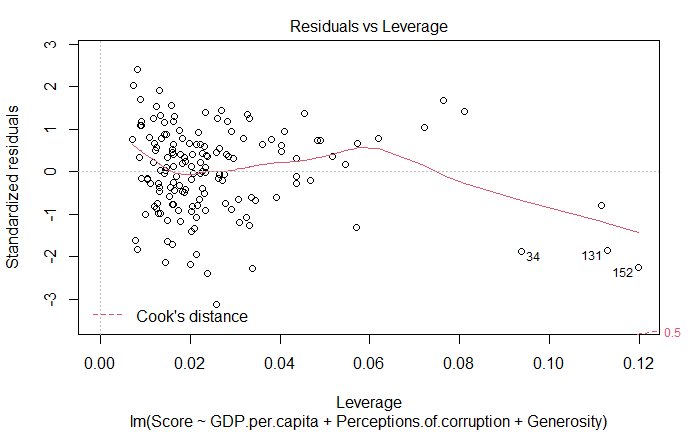 Residuals vs Leverage
Standardized residuals
3
2
1
0
-1
-2
-3
34
131
152
Cook's distance
0.5
0.00 0.02 0.04 0.06 0.08 0.10 0.12
Leverage
lm(Score ~ GDP.per.capita + Perceptions.of.corruption + Generosity)